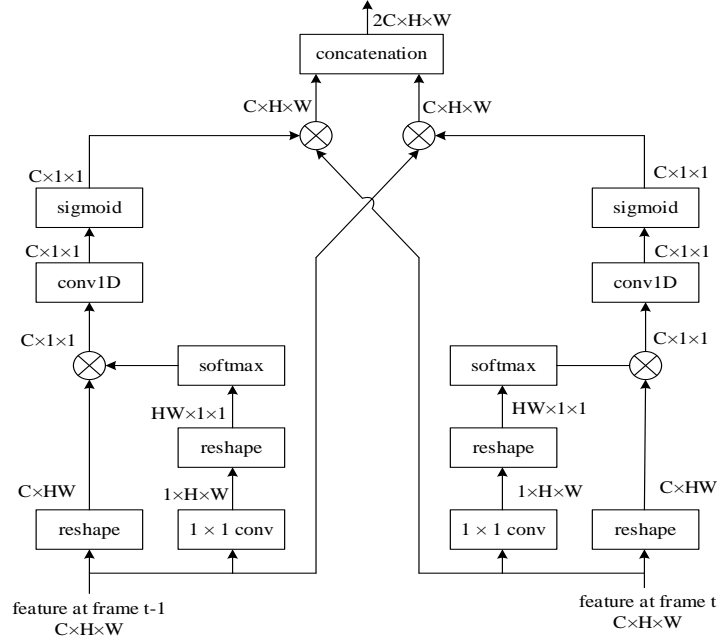 2C×H×W
concatenation
C×H×W
C×H×W
C×1×1
C×1×1
sigmoid
sigmoid
C×1×1
C×1×1
conv1D
conv1D
C×1×1
C×1×1
softmax
softmax
HW×1×1
HW×1×1
reshape
reshape
C×HW
1×H×W
1×H×W
C×HW
reshape
1 × 1 conv
1 × 1 conv
reshape
feature at frame t-1
C×H×W
feature at frame t
C×H×W